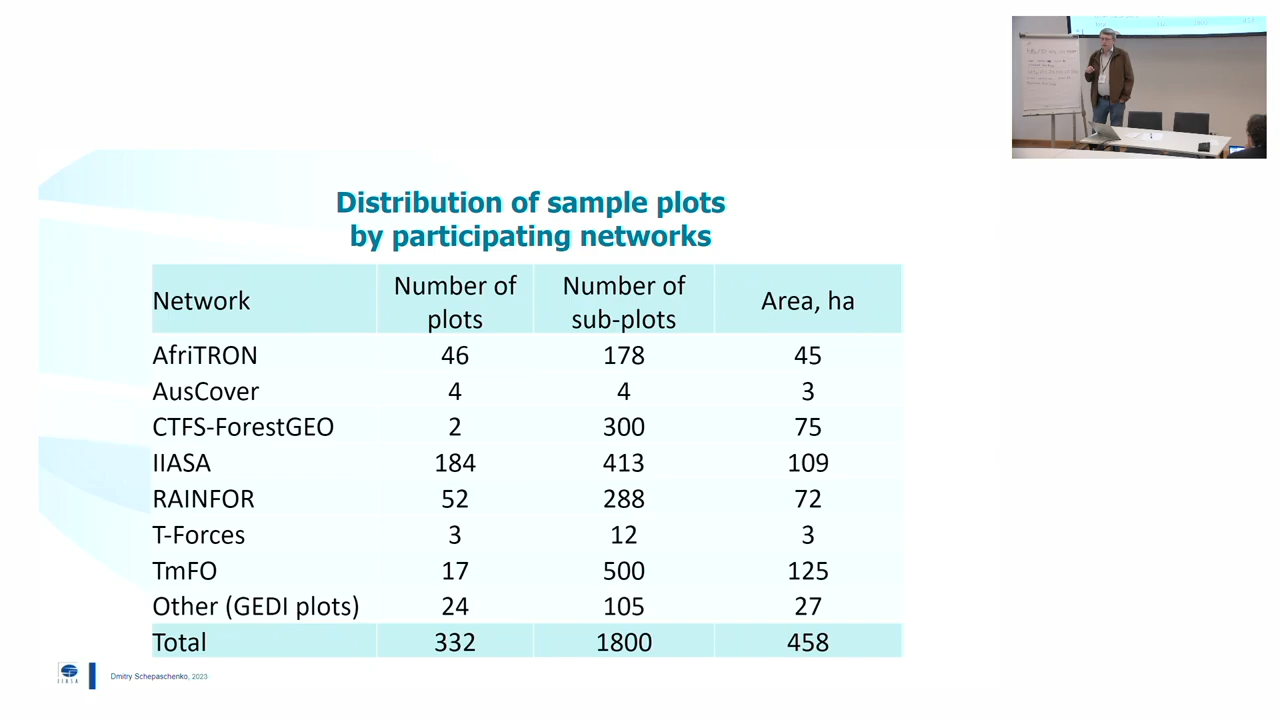 Distribution of sample plots
by participating networks
Network Number of plots Number of sub-plots Area, ha
AfriTRON 46 178 45
AusCover 4 4 3
CTFS-ForestGEO 2 300 75
IIASA 184 413 109
RAINFOR 52 288 72
T-Forces 3 12 3
TmFO 17 500 125
Other (GEDI plots) 24 105 27
Total 332 1800 458
IIASA
Dmitry Schepaschenko, 2023